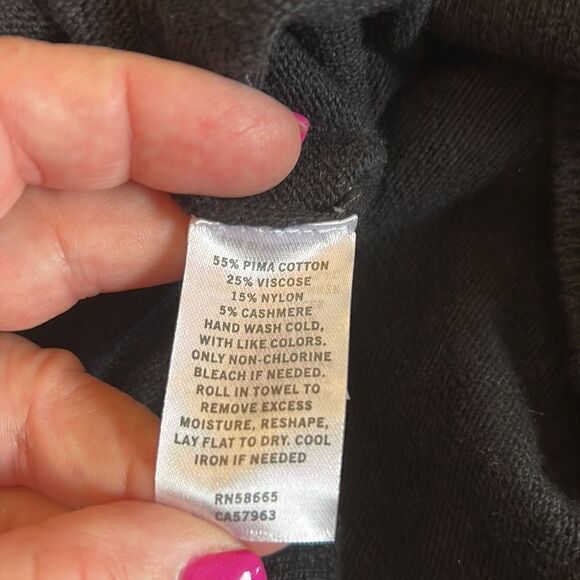 55% PIMA COTTON
25% VISCOSE
15% NYLON
5% CASHMERE
HAND WASH COLD,
WITH LIKE COLORS.
ONLY NON-CHLORINE
BLEACH IF NEEDED.
ROLL IN TOWEL TO
REMOVE EXCESS
MOISTURE, RESHAPE,
LAY FLAT TO DRY. COOL
IRON IF NEEDED
RN58665
CA57963